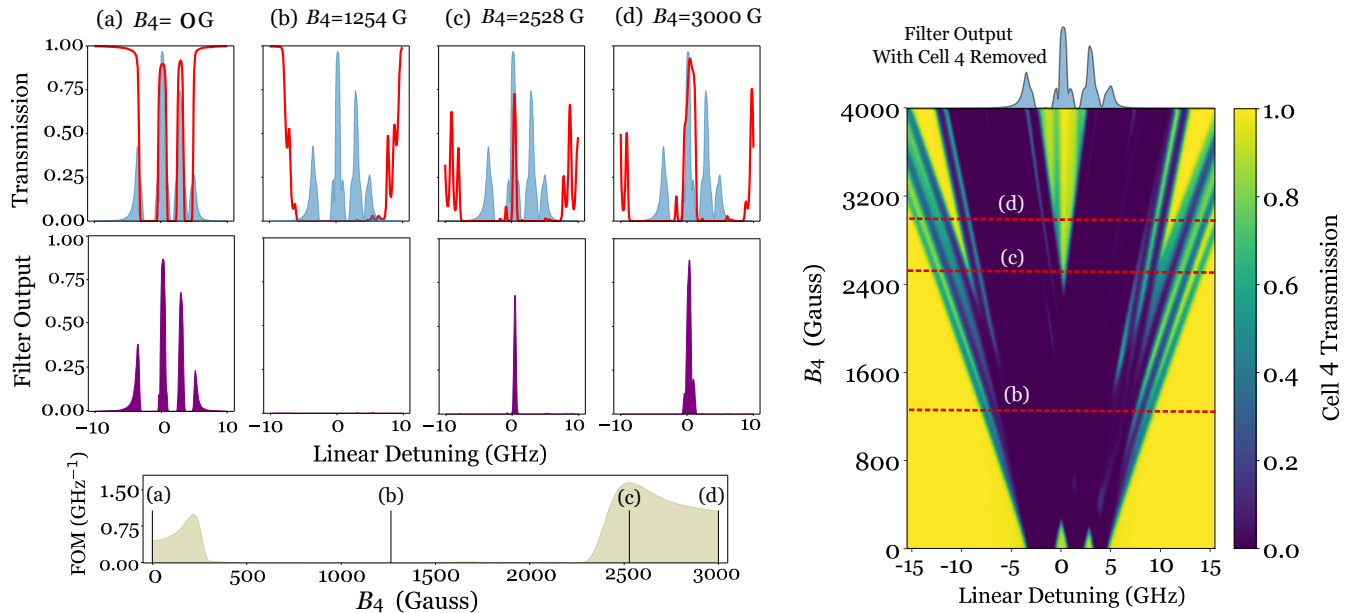 (a) B4= 0 G (b) B4=1254 G (c) B4=2528 G (d) B4=3000 G
Transmission
1.00
0.75
0.50
0.25
0.00
Filter Output
1.00
0.75
0.50
0.25
0.00
−10 0 10 −10 0 10 −10 0 10 −10 0 10
Linear Detuning (GHz)
FOM (GHz−1)
1.50
0.75
0.00
(a) (b) (c) (d)
0 500 1000 1500 2000 2500 3000
B4 (Gauss)
Filter Output
With Cell 4 Removed
B4 (Gauss)
4000
3200
2400
1600
800
0
(d)
(c)
(b)
-15 -10 -5 0 5 10 15
Linear Detuning (GHz)
1.0
0.8
0.6
0.4
0.2
0.0
Cell 4 Transmission